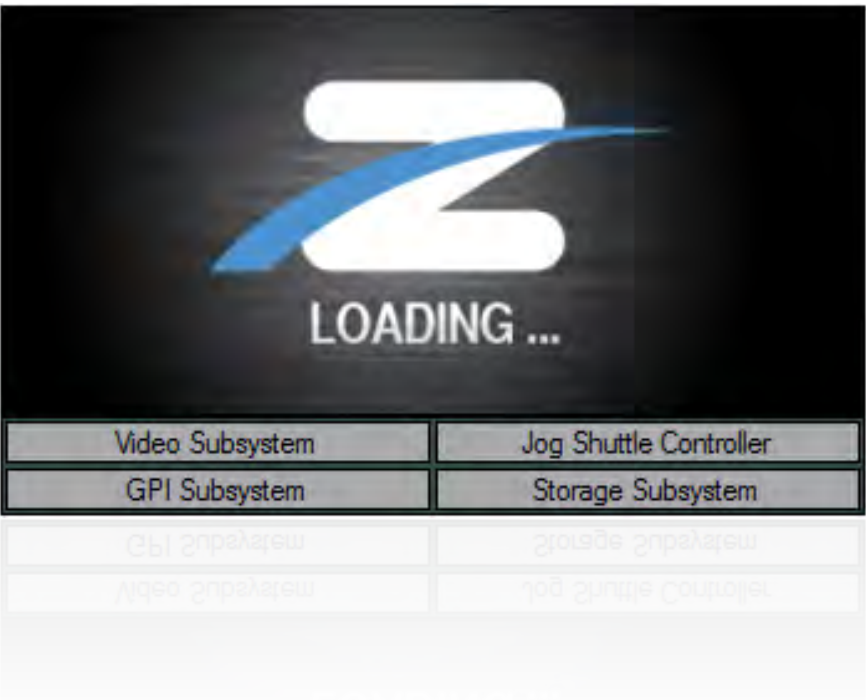 Z
LOADING ...
Video Subsystem
Jog Shuttle Controller
GPI Subsystem
Storage Subsystem